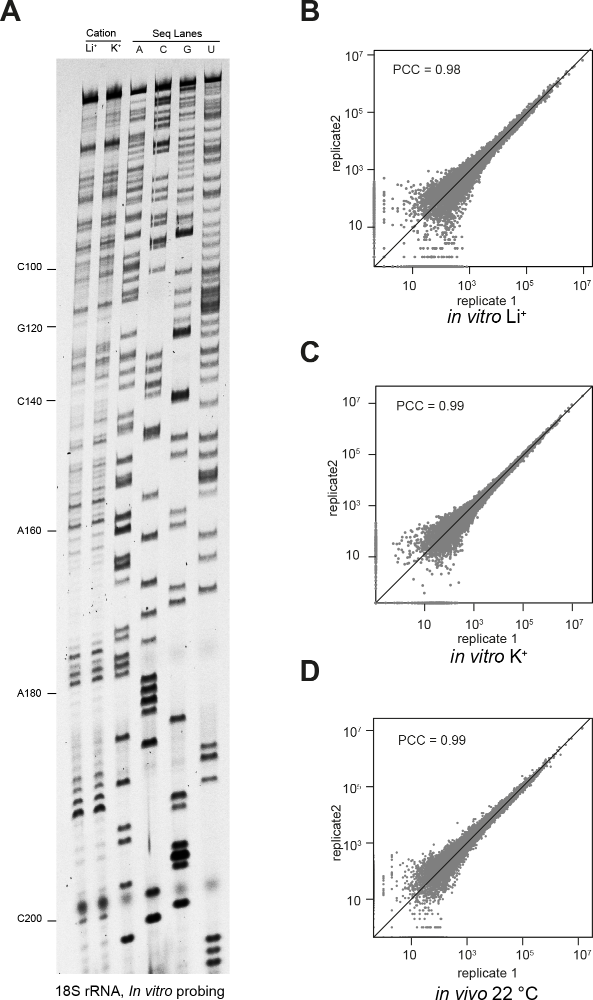 A
Cation
Seq Lanes
Li⁺ K⁺ A C G U
C100
G120
C140
A160
A180
C200
18S rRNA, In vitro probing
B
PCC = 0.98
10⁷
10⁵
10³
10
replicate2
10 10³ 10⁵ 10⁷
replicate 1
in vitro Li⁺
C
PCC = 0.99
10⁷
10⁵
10³
10
replicate2
10 10³ 10⁵ 10⁷
replicate 1
in vitro K⁺
D
PCC = 0.99
10⁷
10⁵
10³
10
replicate2
10 10³ 10⁵ 10⁷
replicate 1
in vivo 22 °C